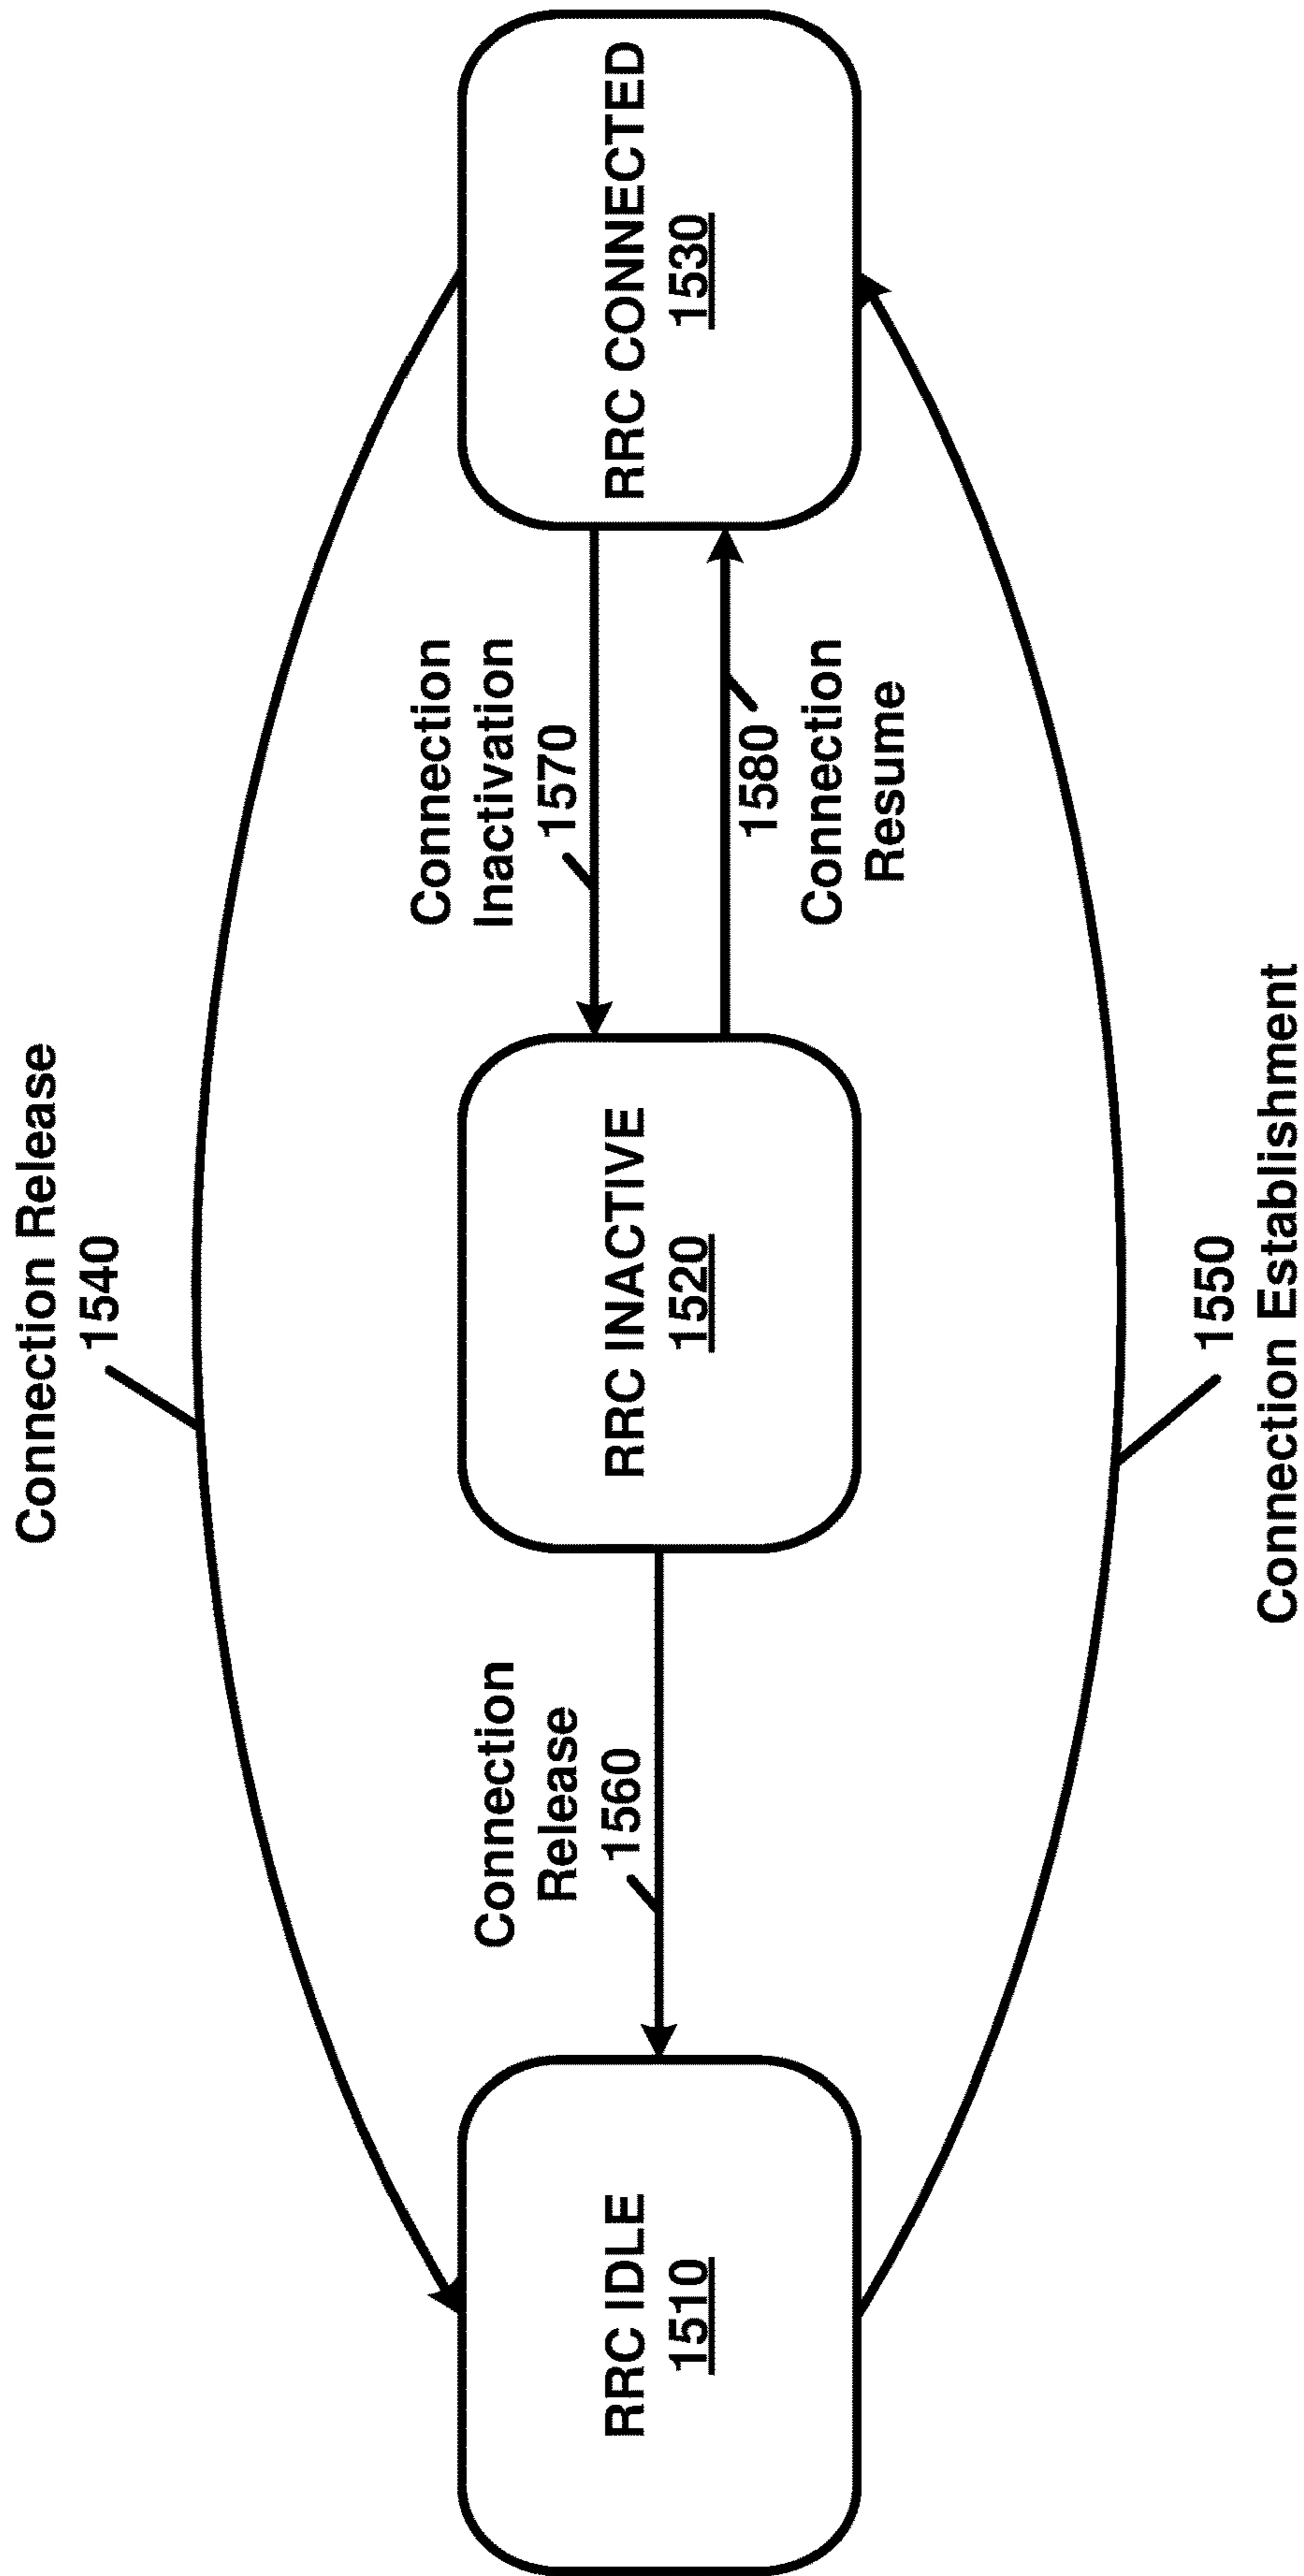 Connection Release
1540
RRC IDLE
1510
Connection
Release
1560
RRC INACTIVE
1520
Connection
Inactivation
1570
1580
Connection
Resume
RRC CONNECTED
1530
1550
Connection Establishment